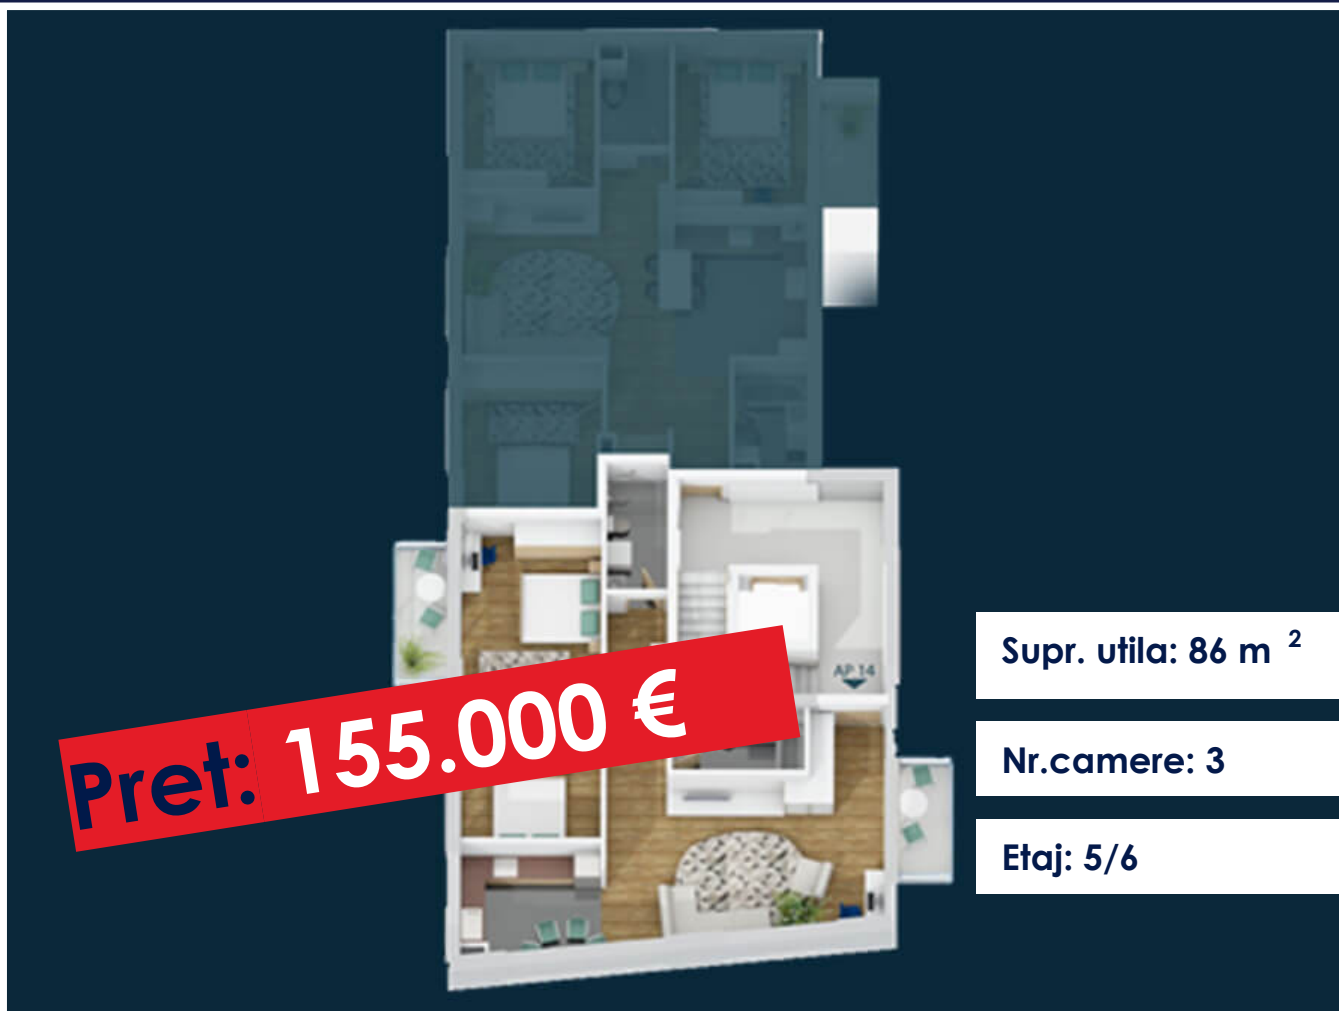 AP.14
Pret: 155.000 €
Supr. utila: 86 m ²
Nr.camere: 3
Etaj: 5/6